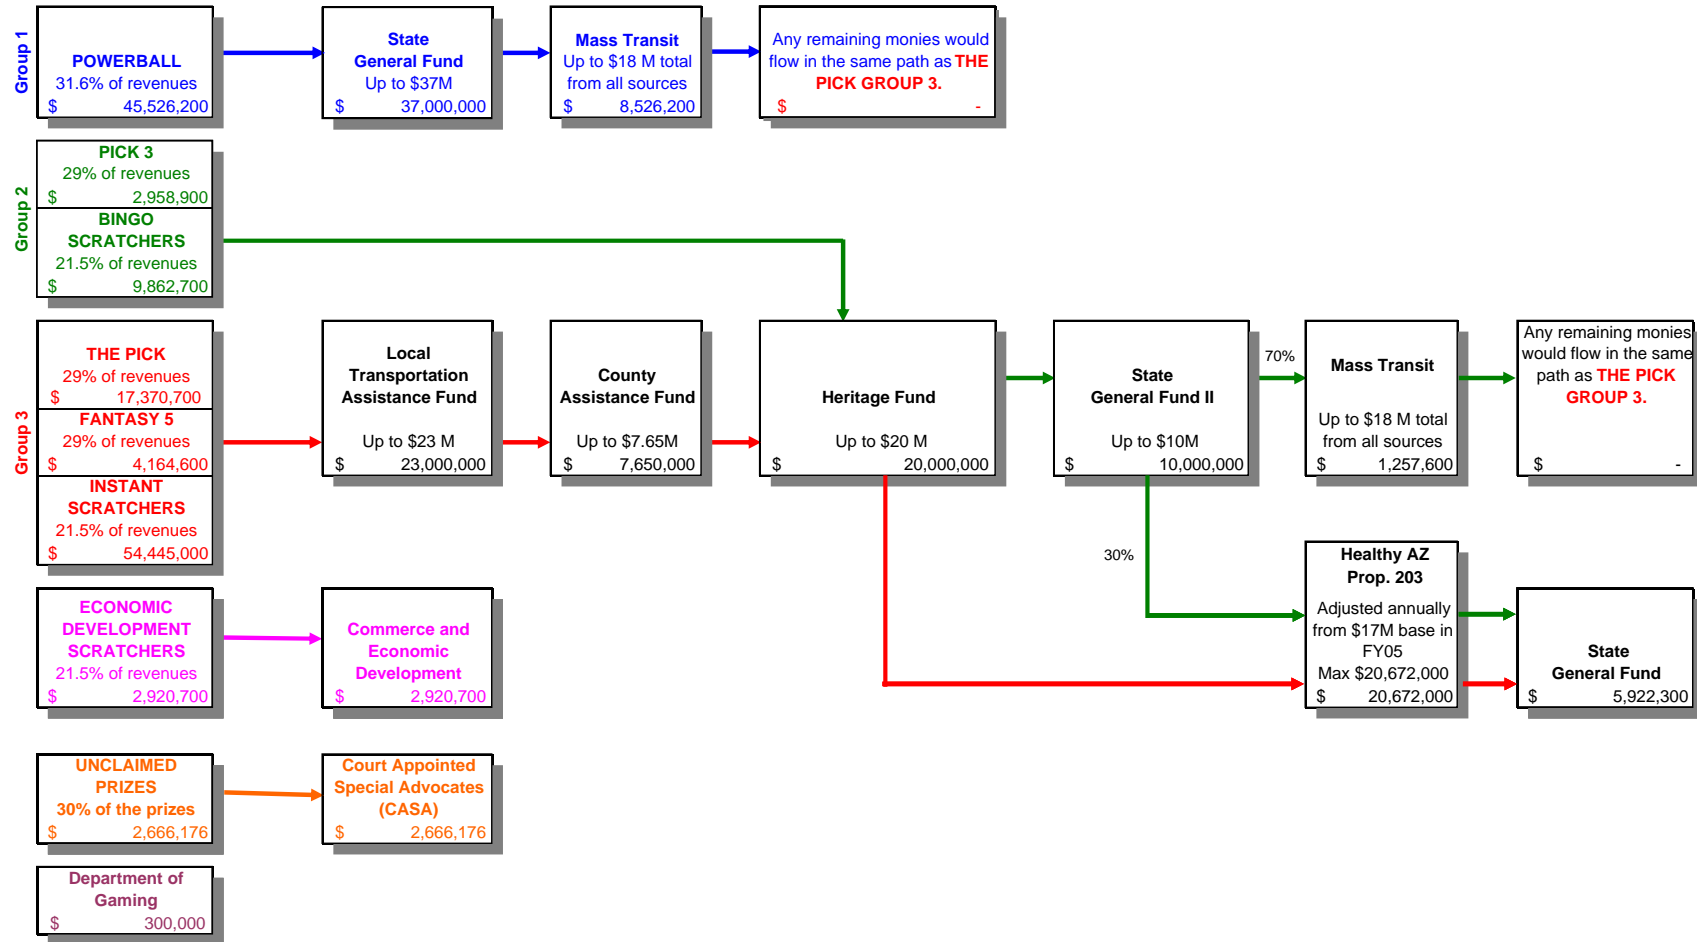 Group 1
POWERBALL
31.6% of revenues
$ 45,526,200
State
General Fund
Up to $37M
$ 37,000,000
Mass Transit
Up to $18 M total
from all sources
$ 8,526,200
Any remaining monies would
flow in the same path as THE
PICK GROUP 3.
$ -
Group 2
PICK 3
29% of revenues
$ 2,958,900
BINGO
SCRATCHERS
21.5% of revenues
$ 9,862,700
Group 3
THE PICK
29% of revenues
$ 17,370,700
FANTASY 5
29% of revenues
$ 4,164,600
INSTANT
SCRATCHERS
21.5% of revenues
$ 54,445,000
Local
Transportation
Assistance Fund
Up to $23 M
$ 23,000,000
County
Assistance Fund
Up to $7.65M
$ 7,650,000
Heritage Fund
Up to $20 M
$ 20,000,000
State
General Fund II
Up to $10M
$ 10,000,000
70%
Mass Transit
Up to $18 M total
from all sources
$ 1,257,600
Any remaining monies
would flow in the same
path as THE PICK
GROUP 3.
$ -
30%
Healthy AZ
Prop. 203
Adjusted annually
from $17M base in
FY05
Max $20,672,000
$ 20,672,000
State
General Fund
$ 5,922,300
ECONOMIC
DEVELOPMENT
SCRATCHERS
21.5% of revenues
$ 2,920,700
Commerce and
Economic
Development
$ 2,920,700
UNCLAIMED
PRIZES
30% of the prizes
$ 2,666,176
Court Appointed
Special Advocates
(CASA)
$ 2,666,176
Department of
Gaming
$ 300,000